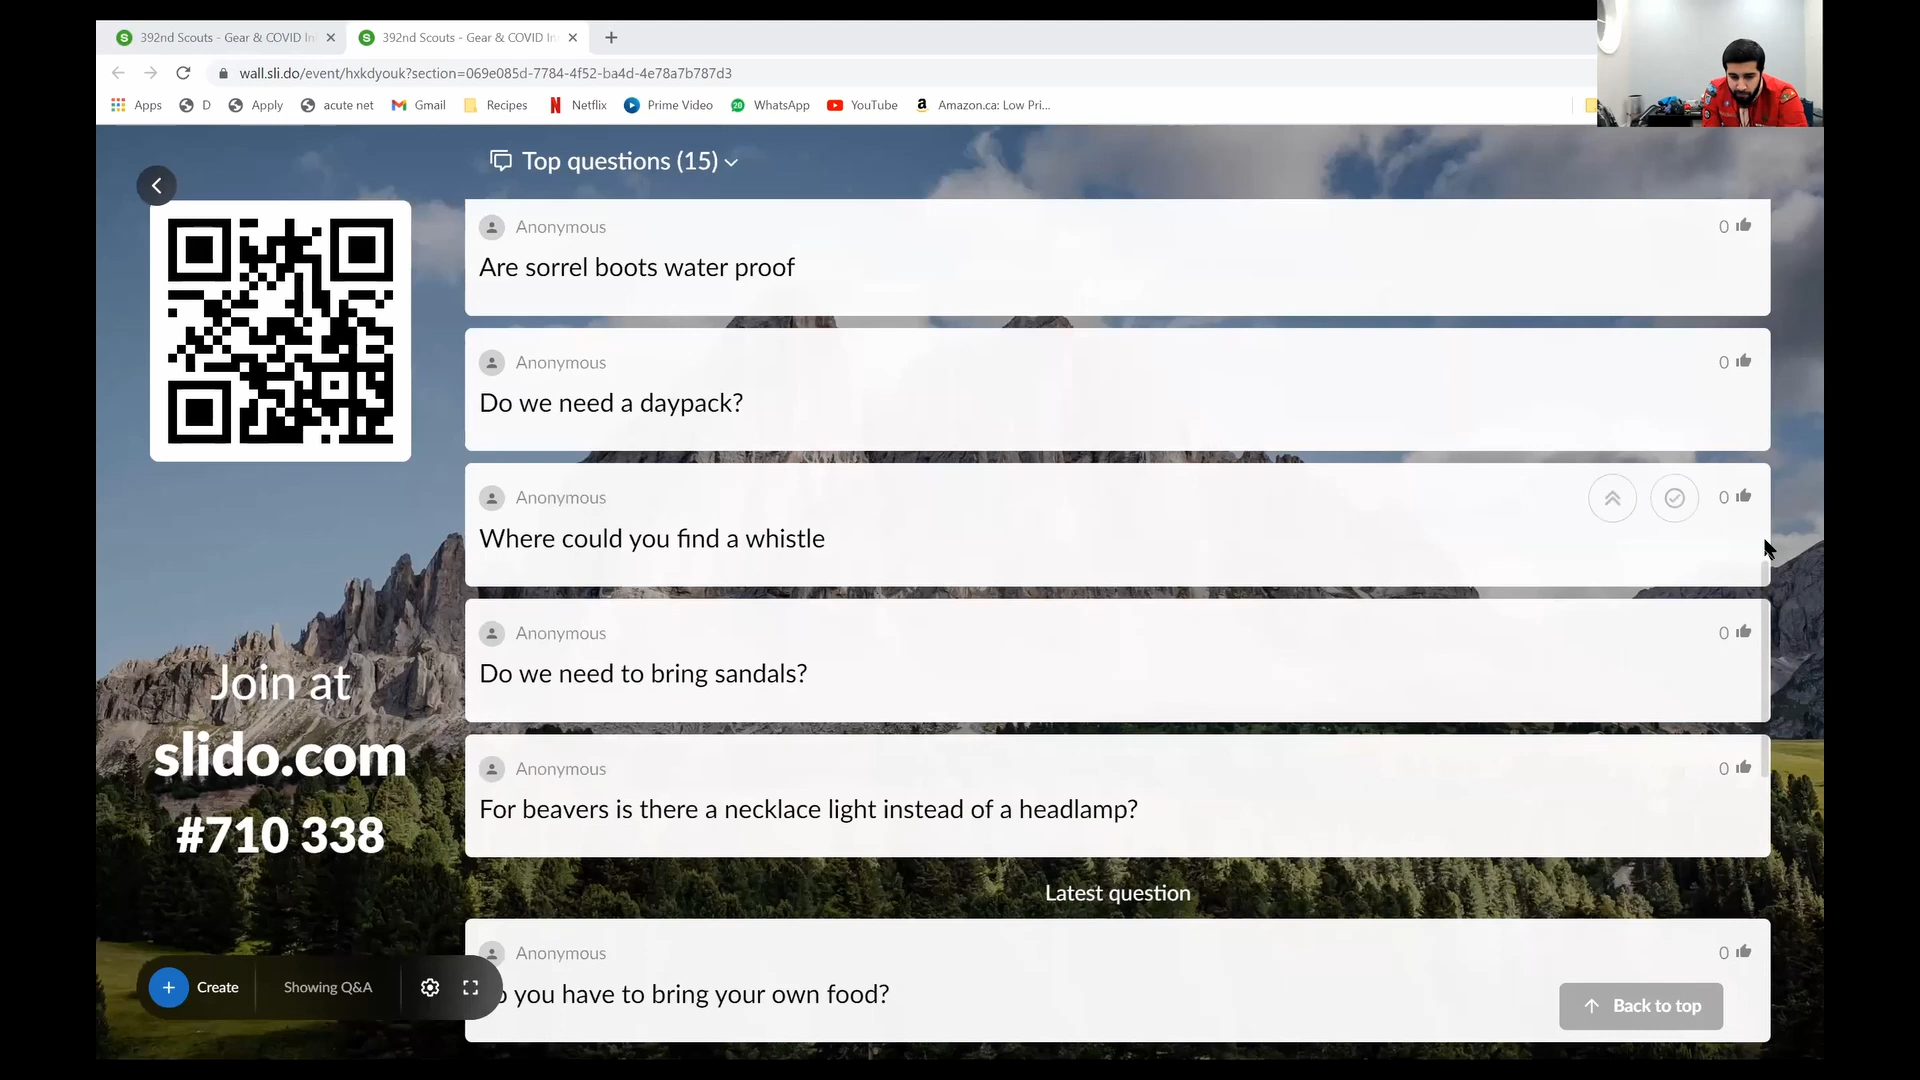 392nd Scouts - Gear & COVID In
392nd Scouts - Gear & COVID In
wall.sli.do/event/hxkdyouk?section=069e085d-7784-4f52-ba4d-4e78a7b787d3
Apps D Apply acute net Gmail Recipes Netflix Prime Video WhatsApp YouTube Amazon.ca: Low Pri...
Top questions (15)
Anonymous 0
Are sorrel boots water proof
Anonymous 0
Do we need a daypack?
Anonymous 0
Where could you find a whistle
Anonymous 0
Do we need to bring sandals?
Anonymous 0
For beavers is there a necklace light instead of a headlamp?
Latest question
Anonymous 0
you have to bring your own food?
Back to top
Join at
slido.com
#710 338
Create Showing Q&A